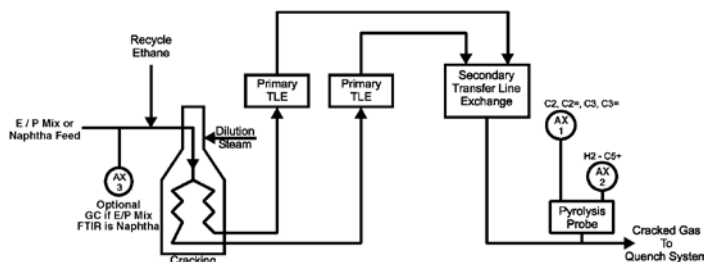 Recycle
Ethane
E / P Mix or
Naphtha Feed
AX
3
Optional
GC if E/P Mix
FTIR is Naphtha
Dilution
Steam
Cracking
Primary
TLE
Primary
TLE
Secondary
Transfer Line
Exchange
C2, C2=, C3, C3=
AX
1
H2 - C5+
AX
2
Pyrolysis
Probe
Cracked Gas
To
Quench System